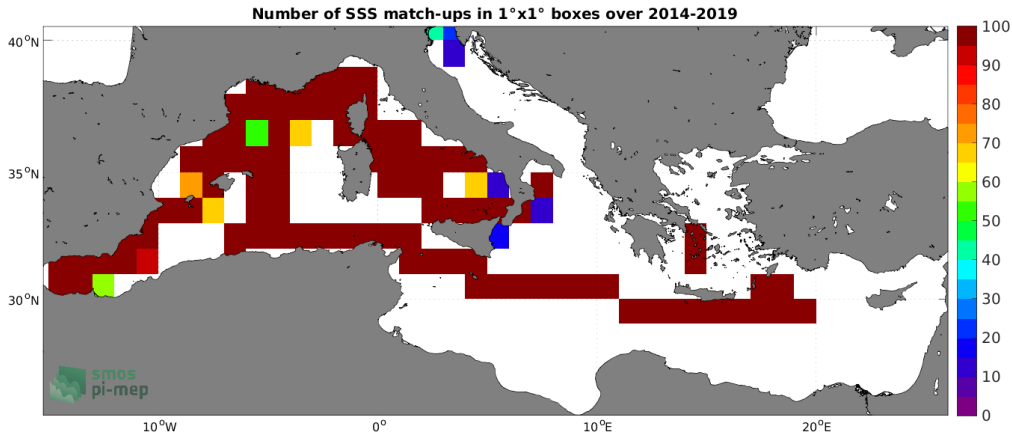 Number of SSS match-ups in 1°x1° boxes over 2014-2019
40°N
35°N
30°N
10°W
0°
10°E
20°E
100
90
80
70
60
50
40
30
20
10
0
smos
pi-mep